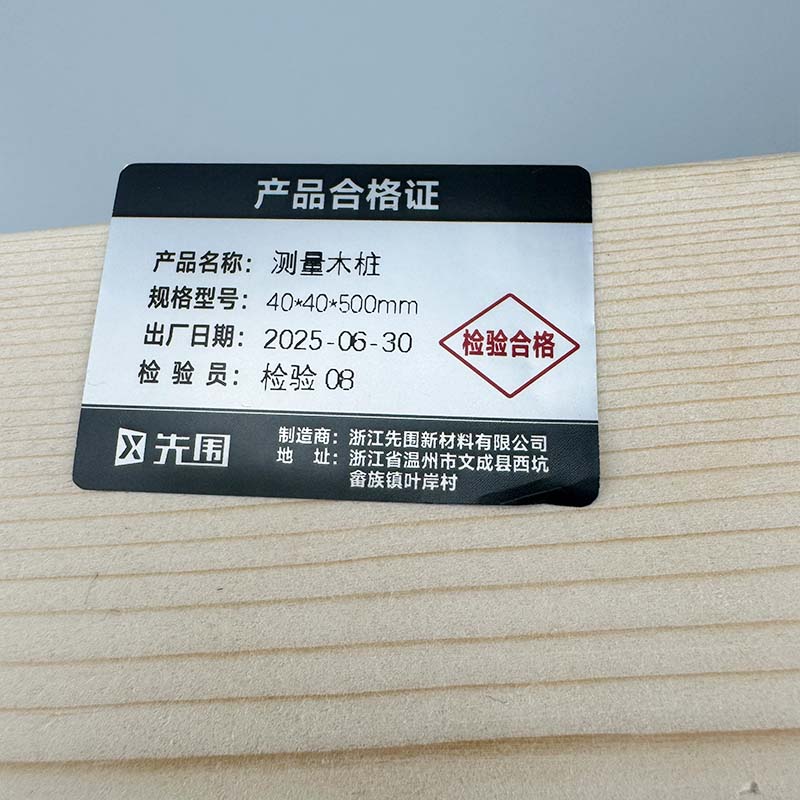 产品合格证
产品名称：测量木桩
规格型号：40*40*500mm
出厂日期：2025-06-30
检验员：检验08
检验合格
先围
制造商：浙江先围新材料有限公司
地址：浙江省温州市文成县西坑
畲族镇叶岸村